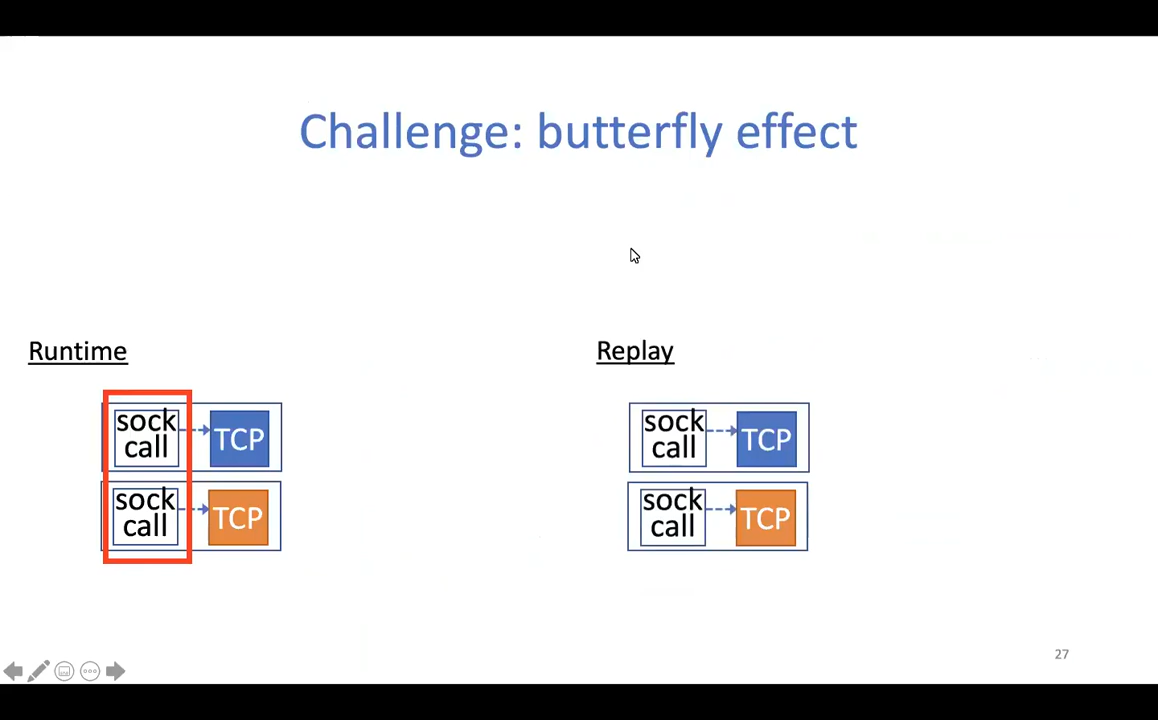 Challenge: butterfly effect
Runtime
Replay
sock
call
TCP
sock
call
TCP
sock
call
TCP
sock
call
TCP
27